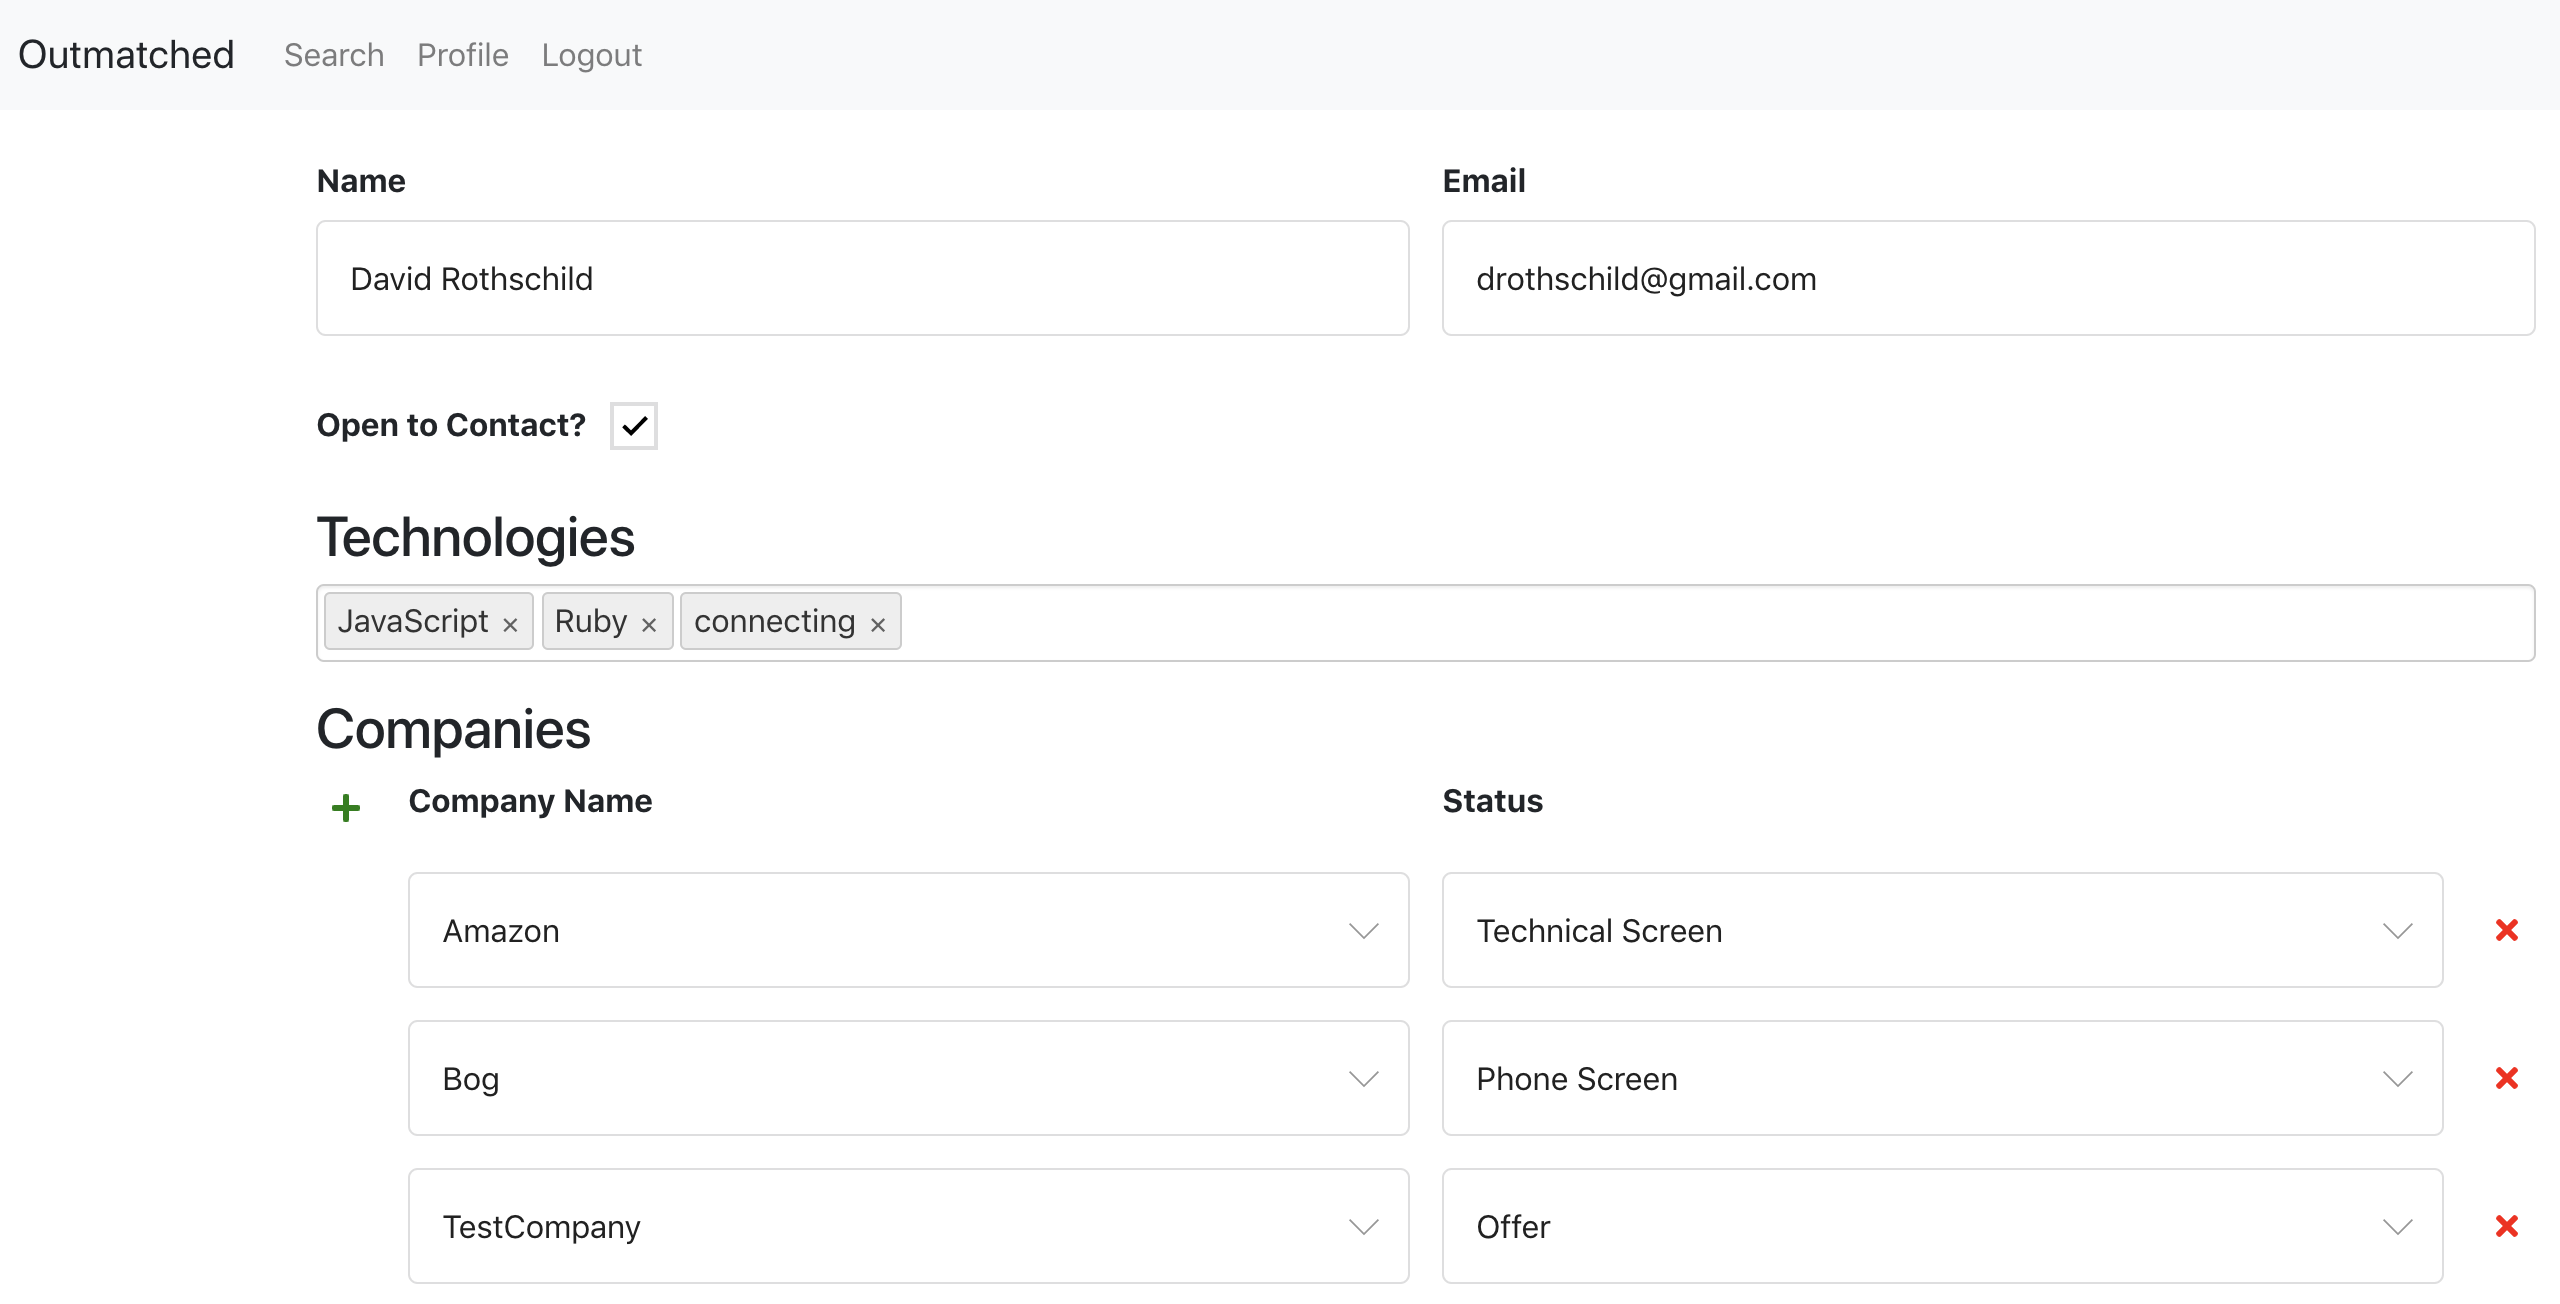 Outmatched Search Profile Logout
Name Email
David Rothschild drothschild@gmail.com
Open to Contact?
Technologies
JavaScript × Ruby × connecting ×
Companies
+ Company Name Status
Amazon Technical Screen
Bog Phone Screen
TestCompany Offer